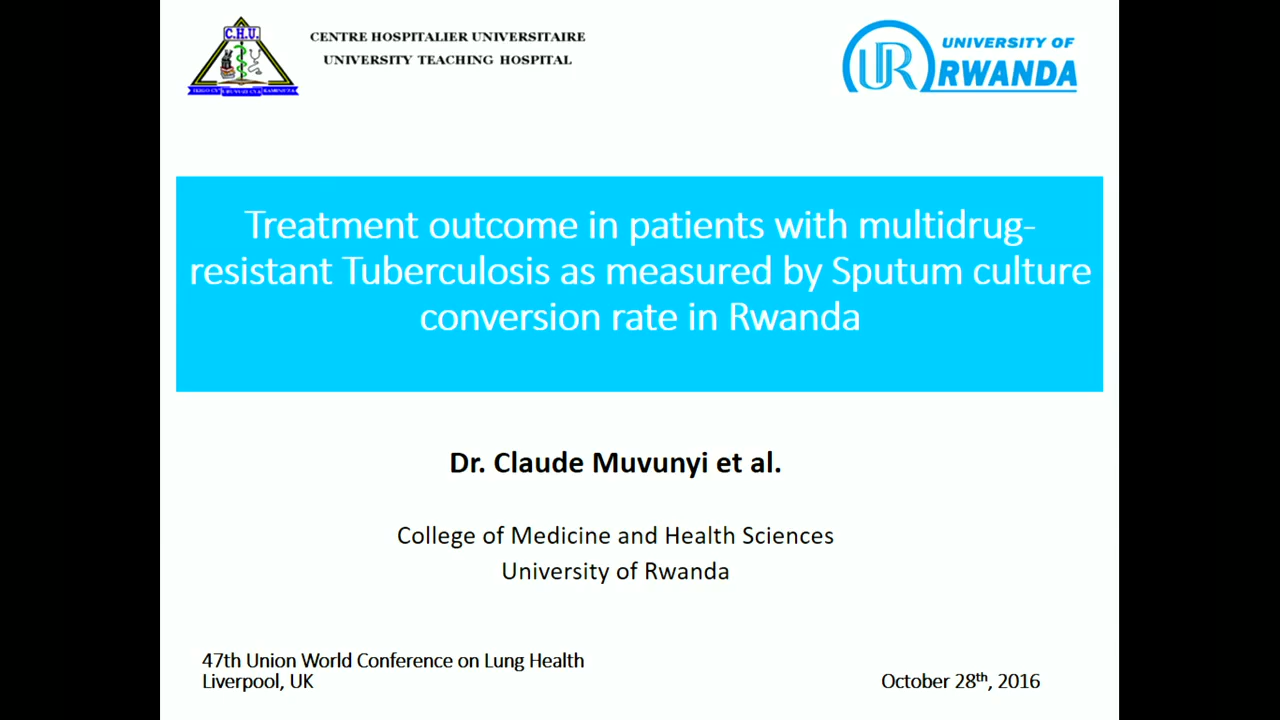 C.H.U.
CENTRE HOSPITALIER UNIVERSITAIRE
UNIVERSITY TEACHING HOSPITAL
UR
UNIVERSITY OF
RWANDA
Treatment outcome in patients with multidrug-
resistant Tuberculosis as measured by Sputum culture
conversion rate in Rwanda
Dr. Claude Muvunyi et al.
College of Medicine and Health Sciences
University of Rwanda
47th Union World Conference on Lung Health
Liverpool, UK
October 28th, 2016